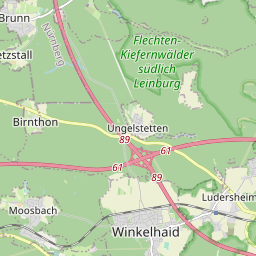 Brunn
etzstall
Nürnberg
Flechten-
Kiefernwälder
südlich
Leinburg
Birnthon
Ungelstetten
89
61
61
89
Moosbach
Ludersheim
Winkelhaid